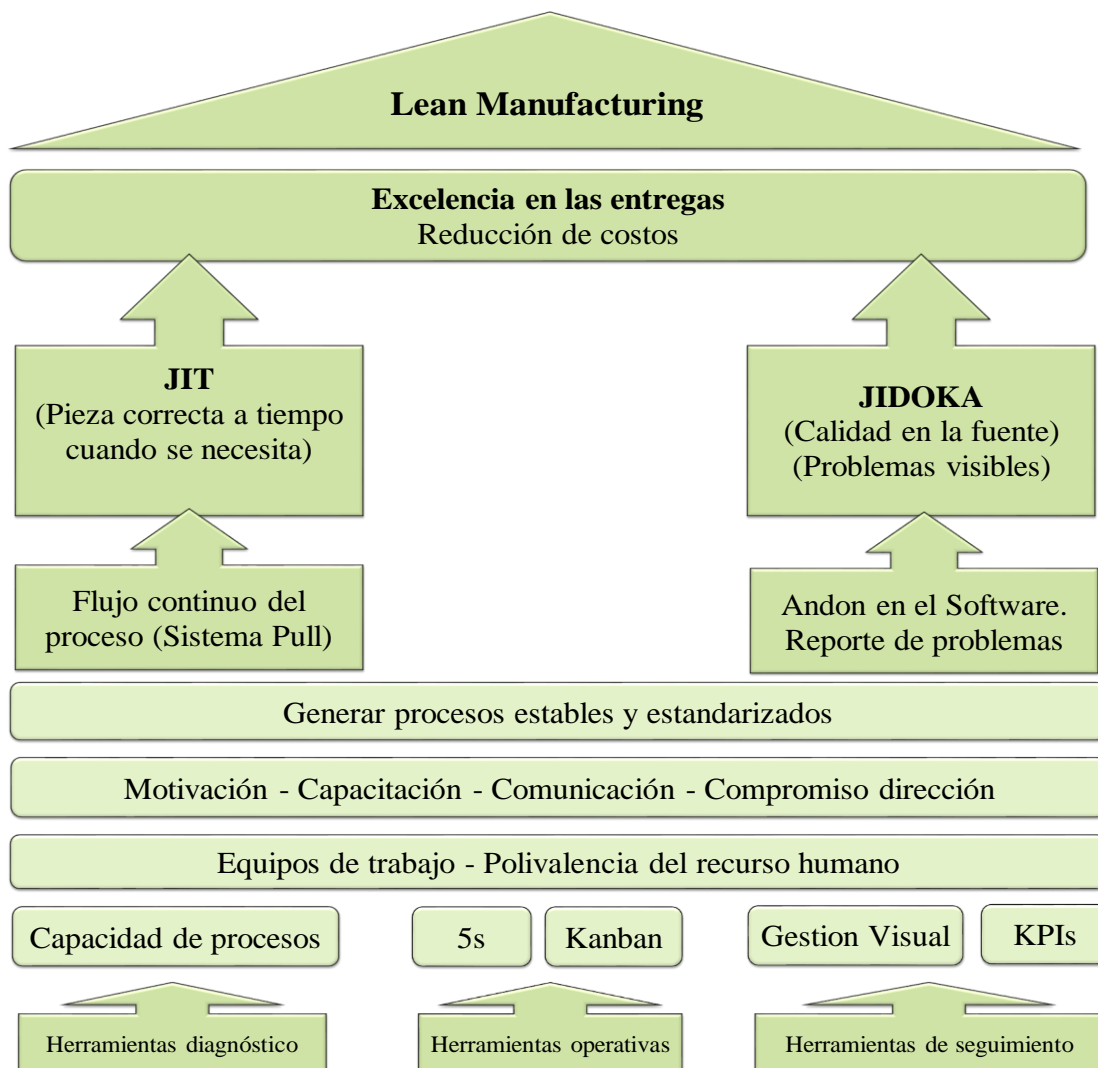 Lean Manufacturing
Excelencia en las entregas
Reducción de costos
JIT
(Pieza correcta a tiempo
cuando se necesita)
JIDOKA
(Calidad en la fuente)
(Problemas visibles)
Flujo continuo del
proceso (Sistema Pull)
Andon en el Software.
Reporte de problemas
Generar procesos estables y estandarizados
Motivación - Capacitación - Comunicación - Compromiso dirección
Equipos de trabajo - Polivalencia del recurso humano
Capacidad de procesos
5s
Kanban
Gestion Visual
KPIs
Herramientas diagnóstico
Herramientas operativas
Herramientas de seguimiento